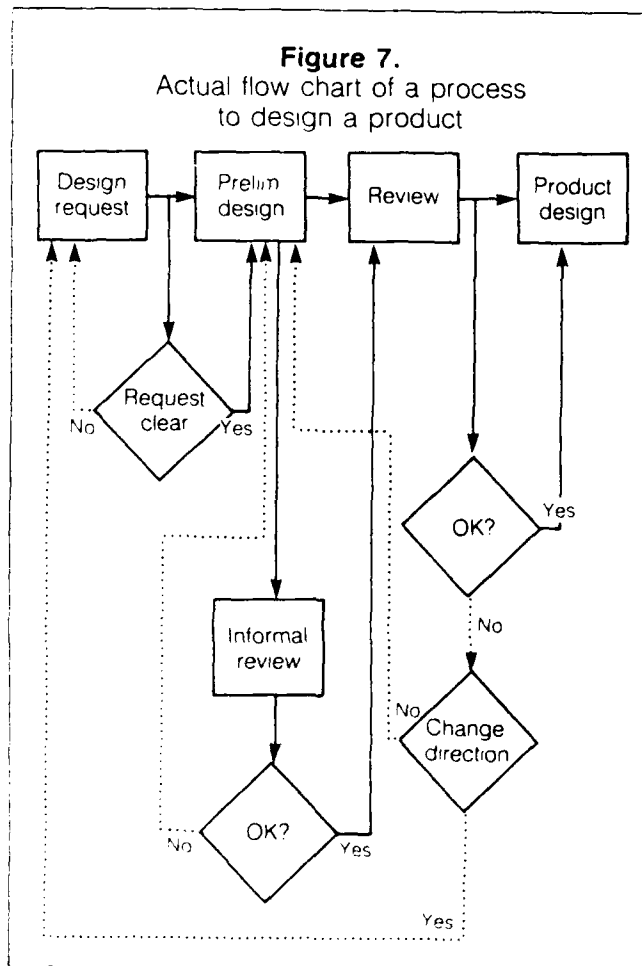 Figure 7.
Actual flow chart of a process
to design a product
Design
request
Prelim
design
Review
Product
design
Request
clear
No
Yes
OK?
Yes
No
Informal
review
Change
direction
No
OK?
No
Yes
Yes